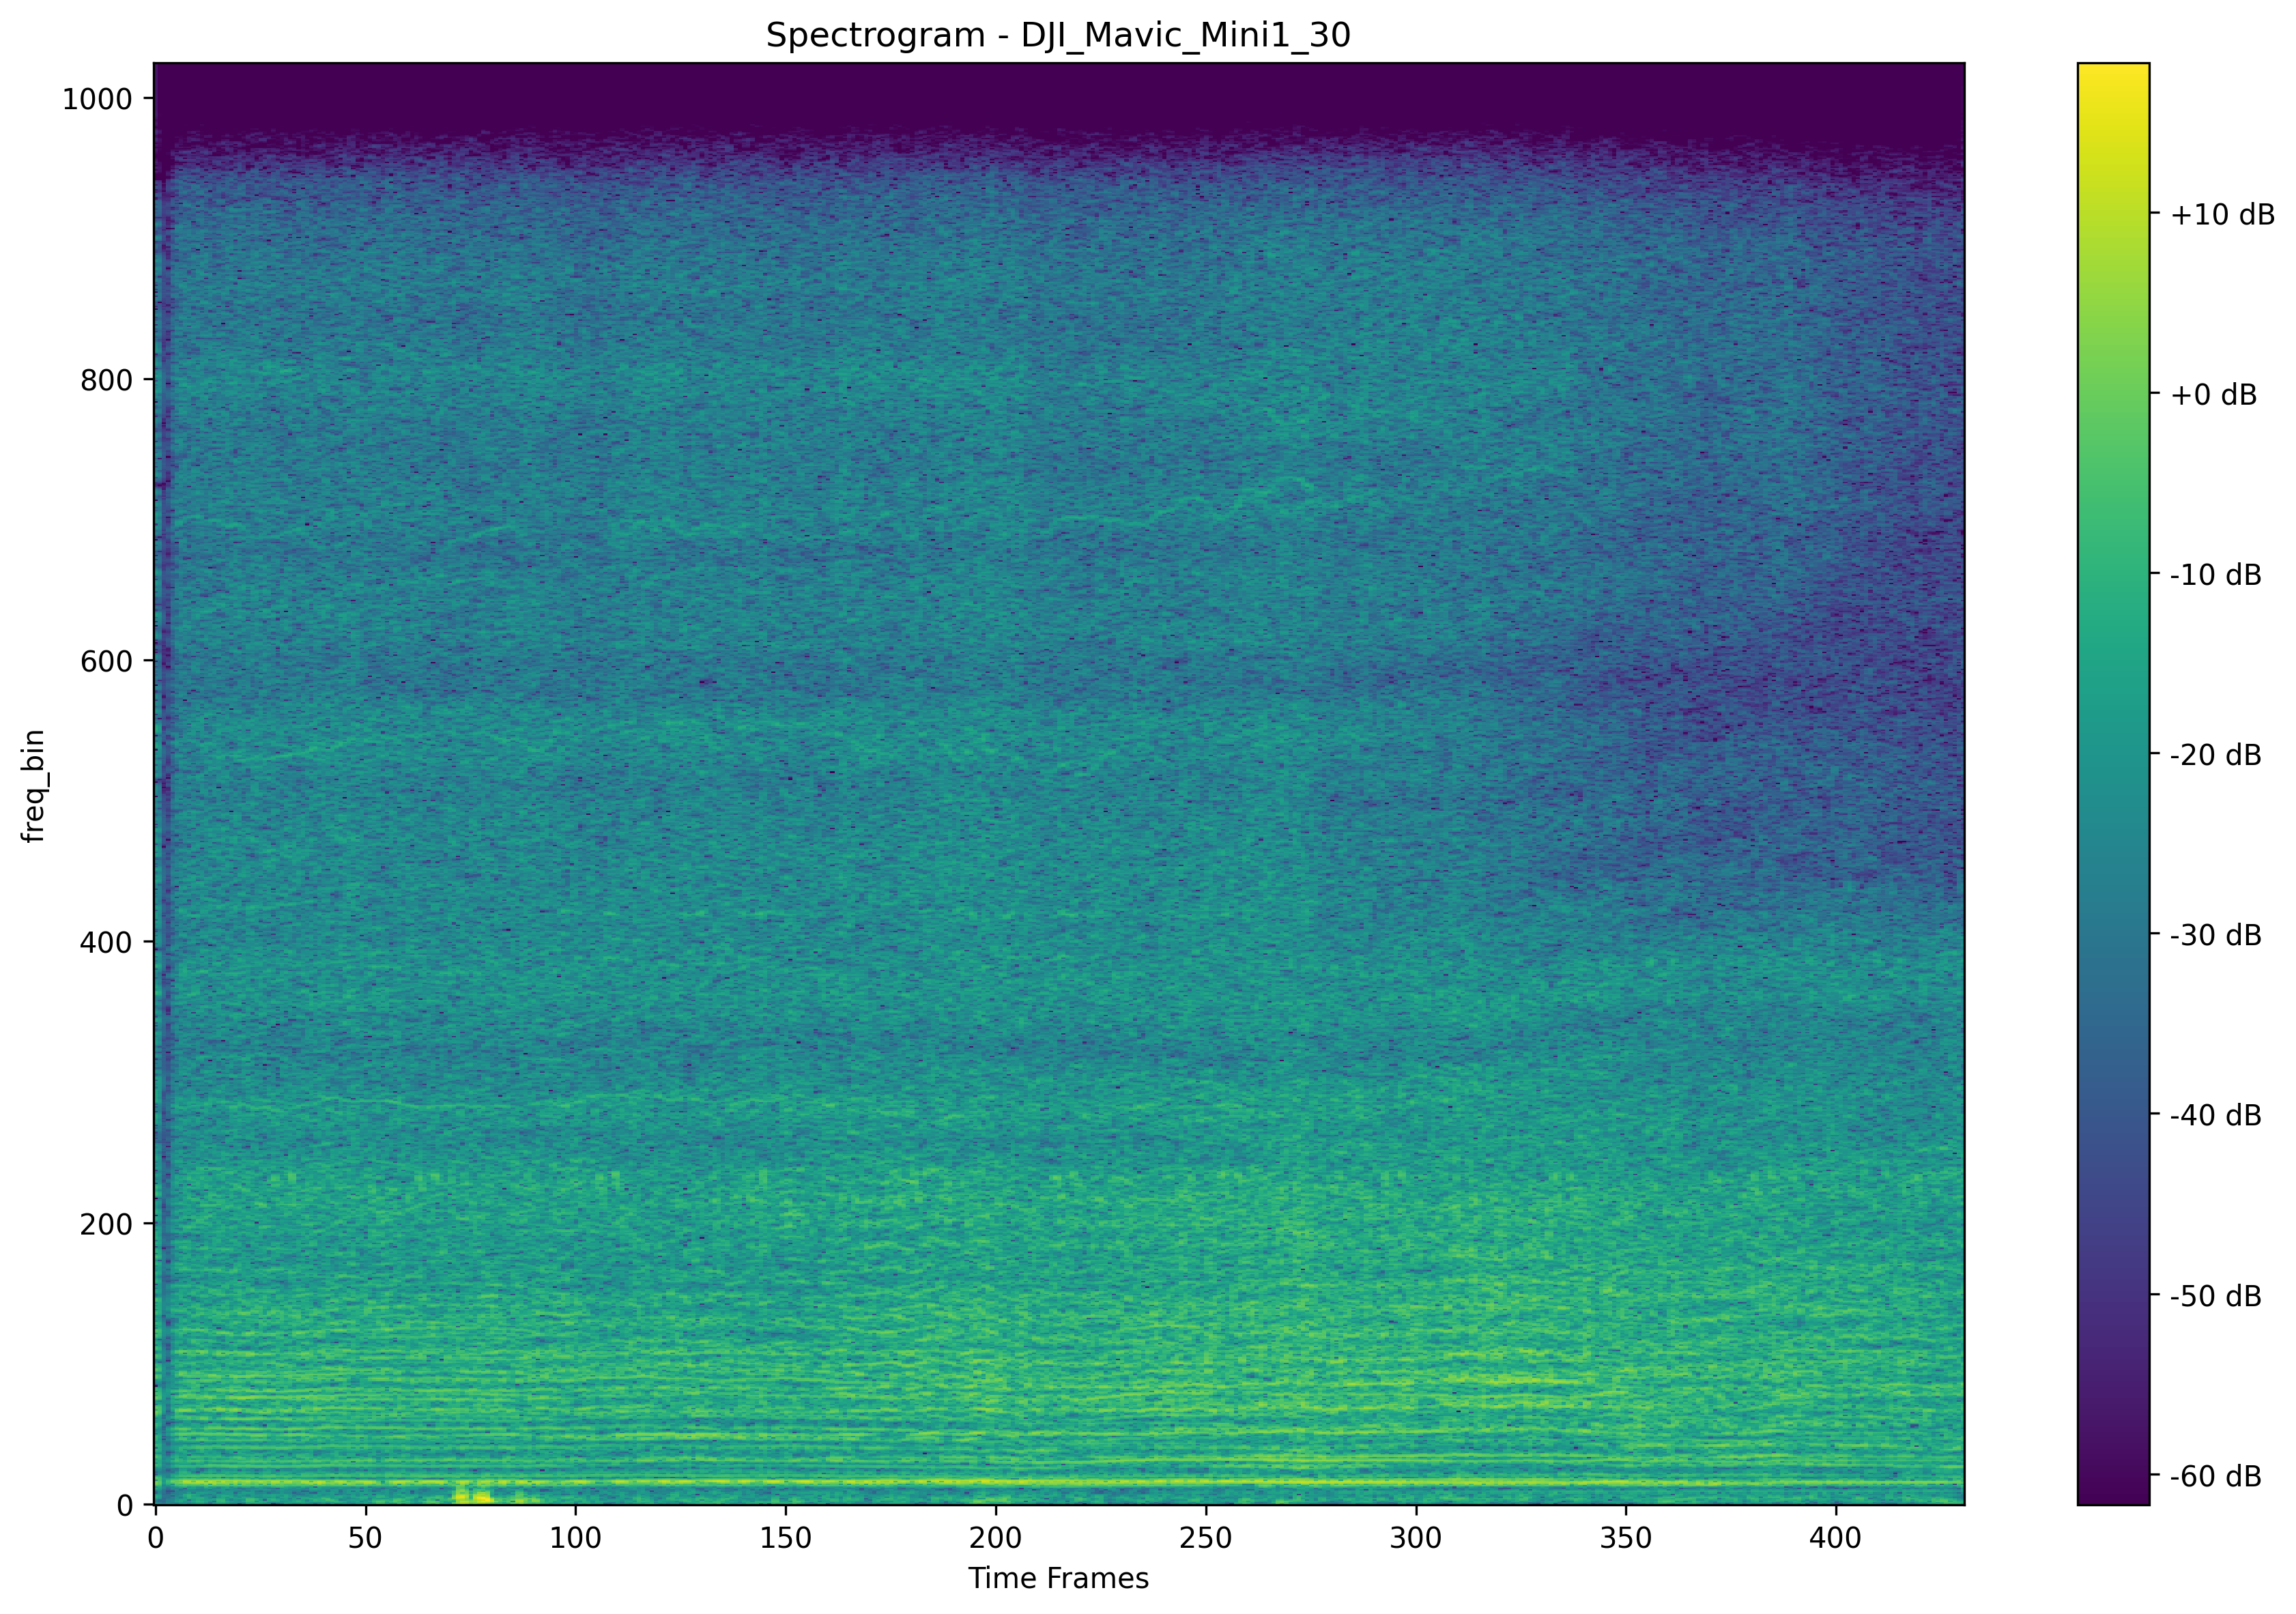 Spectrogram - DJI_Mavic_Mini1_30
1000
800
600
400
200
0
freq_bin
0 50 100 150 200 250 300 350 400
Time Frames
+10 dB
+0 dB
-10 dB
-20 dB
-30 dB
-40 dB
-50 dB
-60 dB